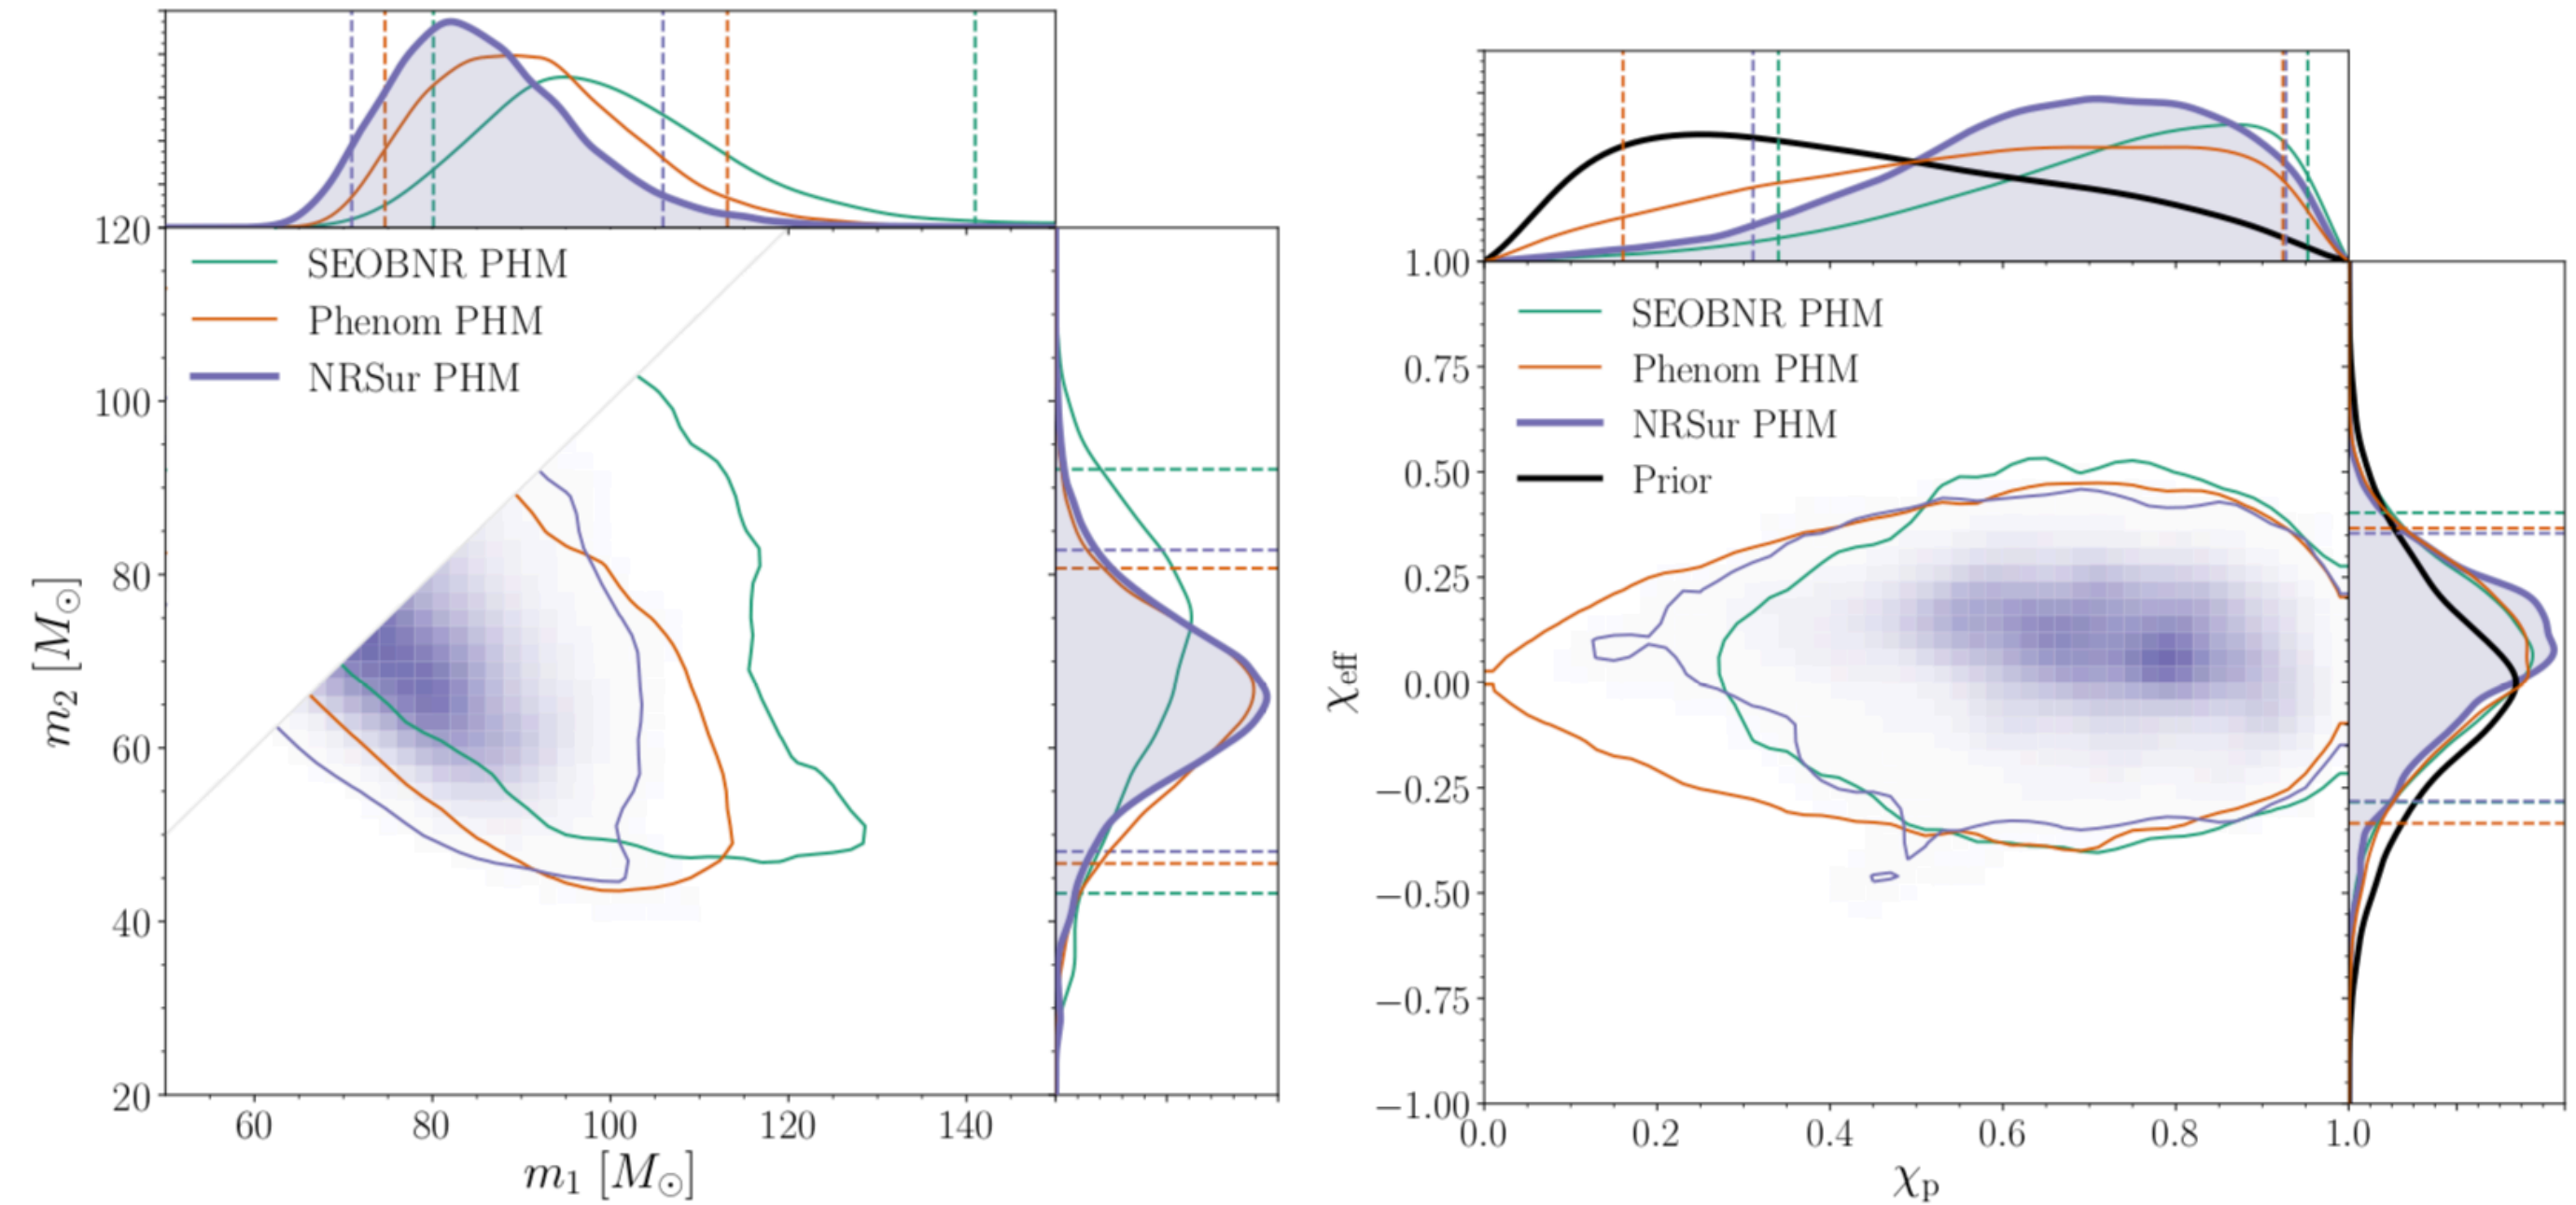 120
100
80
60
40
20
m₂ [M⊙]
SEOBNR PHM
Phenom PHM
NRSur PHM
60 80 100 120 140
m₁ [M⊙]
1.00
0.75
0.50
0.25
0.00
−0.25
−0.50
−0.75
−1.00
χeff
SEOBNR PHM
Phenom PHM
NRSur PHM
Prior
0.0 0.2 0.4 0.6 0.8 1.0
χp